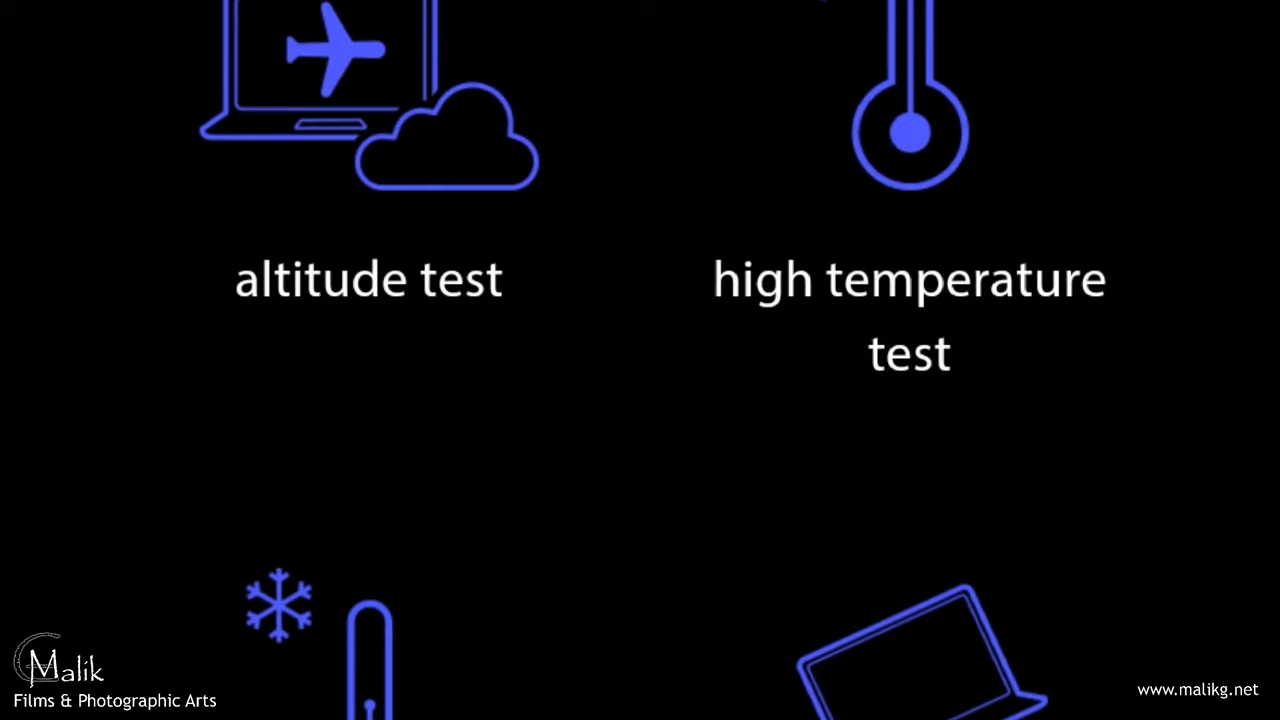 altitude test
high temperature
test
Malik
Films & Photographic Arts
www.malikg.net